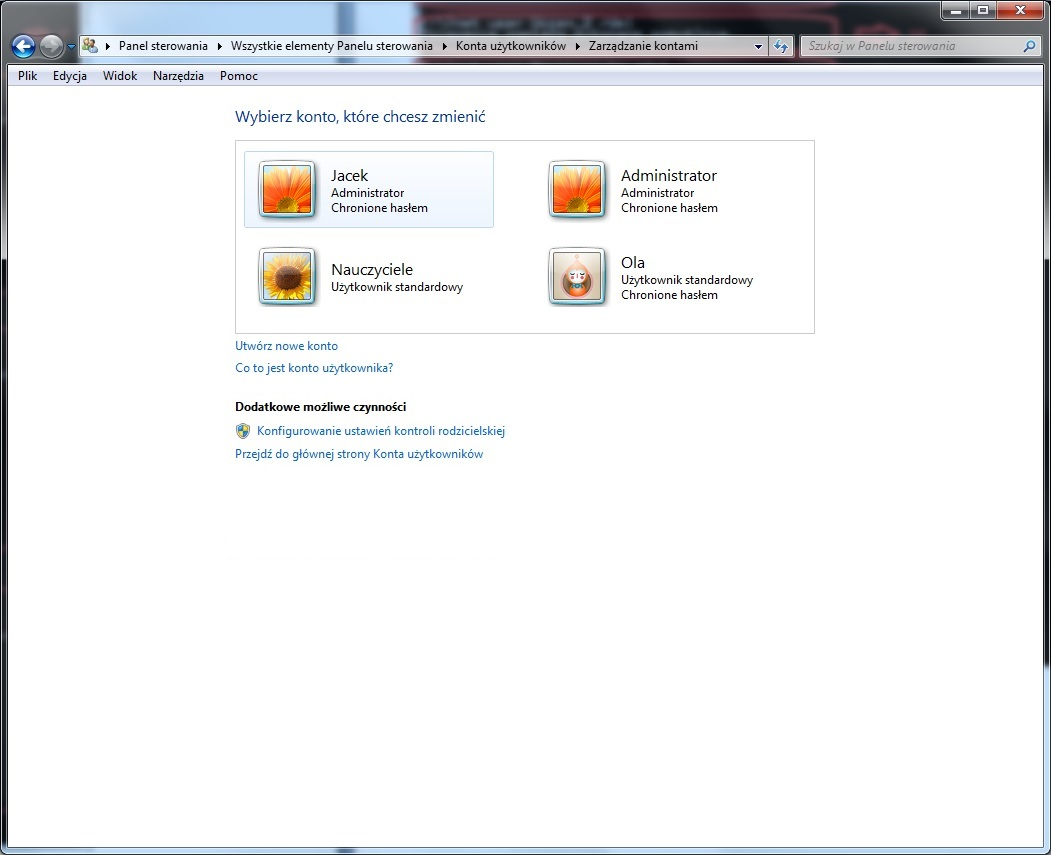 Panel sterowania Wszystkie elementy Panelu sterowania Konta użytkowników Zarządzanie kontami
Szukaj w Panelu sterowania
Plik Edycja Widok Narzędzia Pomoc
Wybierz konto, które chcesz zmienić
Jacek
Administrator
Chronione hasłem
Administrator
Administrator
Chronione hasłem
Nauczyciele
Użytkownik standardowy
Ola
Użytkownik standardowy
Chronione hasłem
Utwórz nowe konto
Co to jest konto użytkownika?
Dodatkowe możliwe czynności
Konfigurowanie ustawień kontroli rodzicielskiej
Przejdź do głównej strony Konta użytkowników